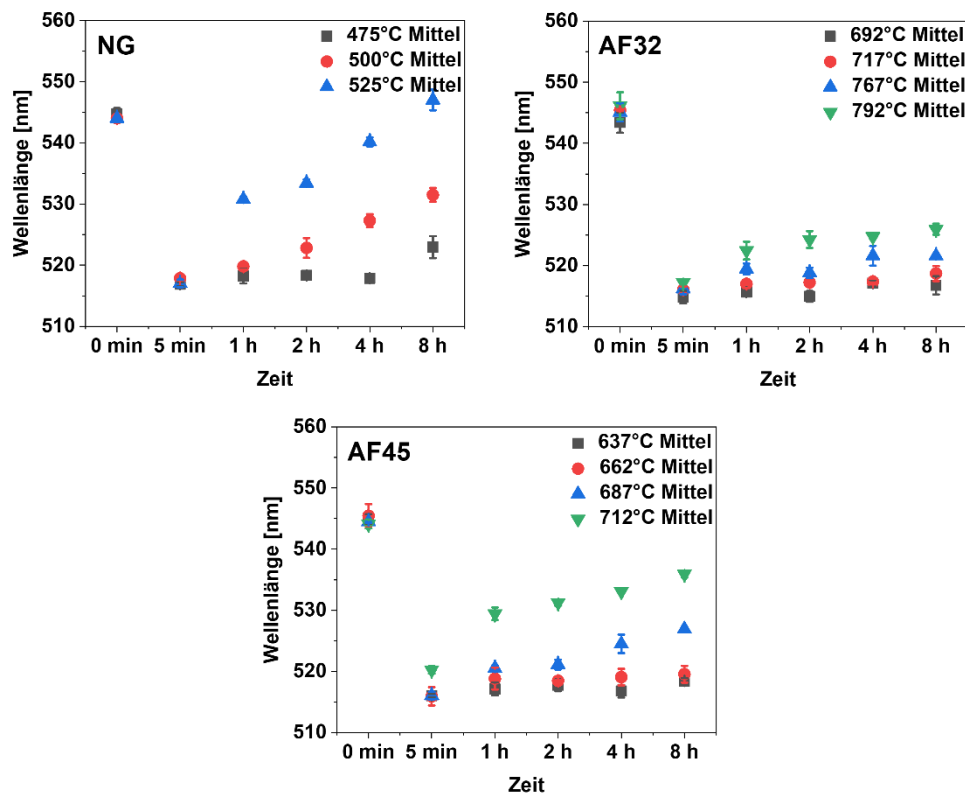 NG
475°C Mittel
500°C Mittel
525°C Mittel
560
550
540
530
520
510
Wellenlänge [nm]
0 min 5 min 1 h 2 h 4 h 8 h
Zeit
AF32
692°C Mittel
717°C Mittel
767°C Mittel
792°C Mittel
560
550
540
530
520
510
Wellenlänge [nm]
0 min 5 min 1 h 2 h 4 h 8 h
Zeit
AF45
637°C Mittel
662°C Mittel
687°C Mittel
712°C Mittel
560
550
540
530
520
510
Wellenlänge [nm]
0 min 5 min 1 h 2 h 4 h 8 h
Zeit